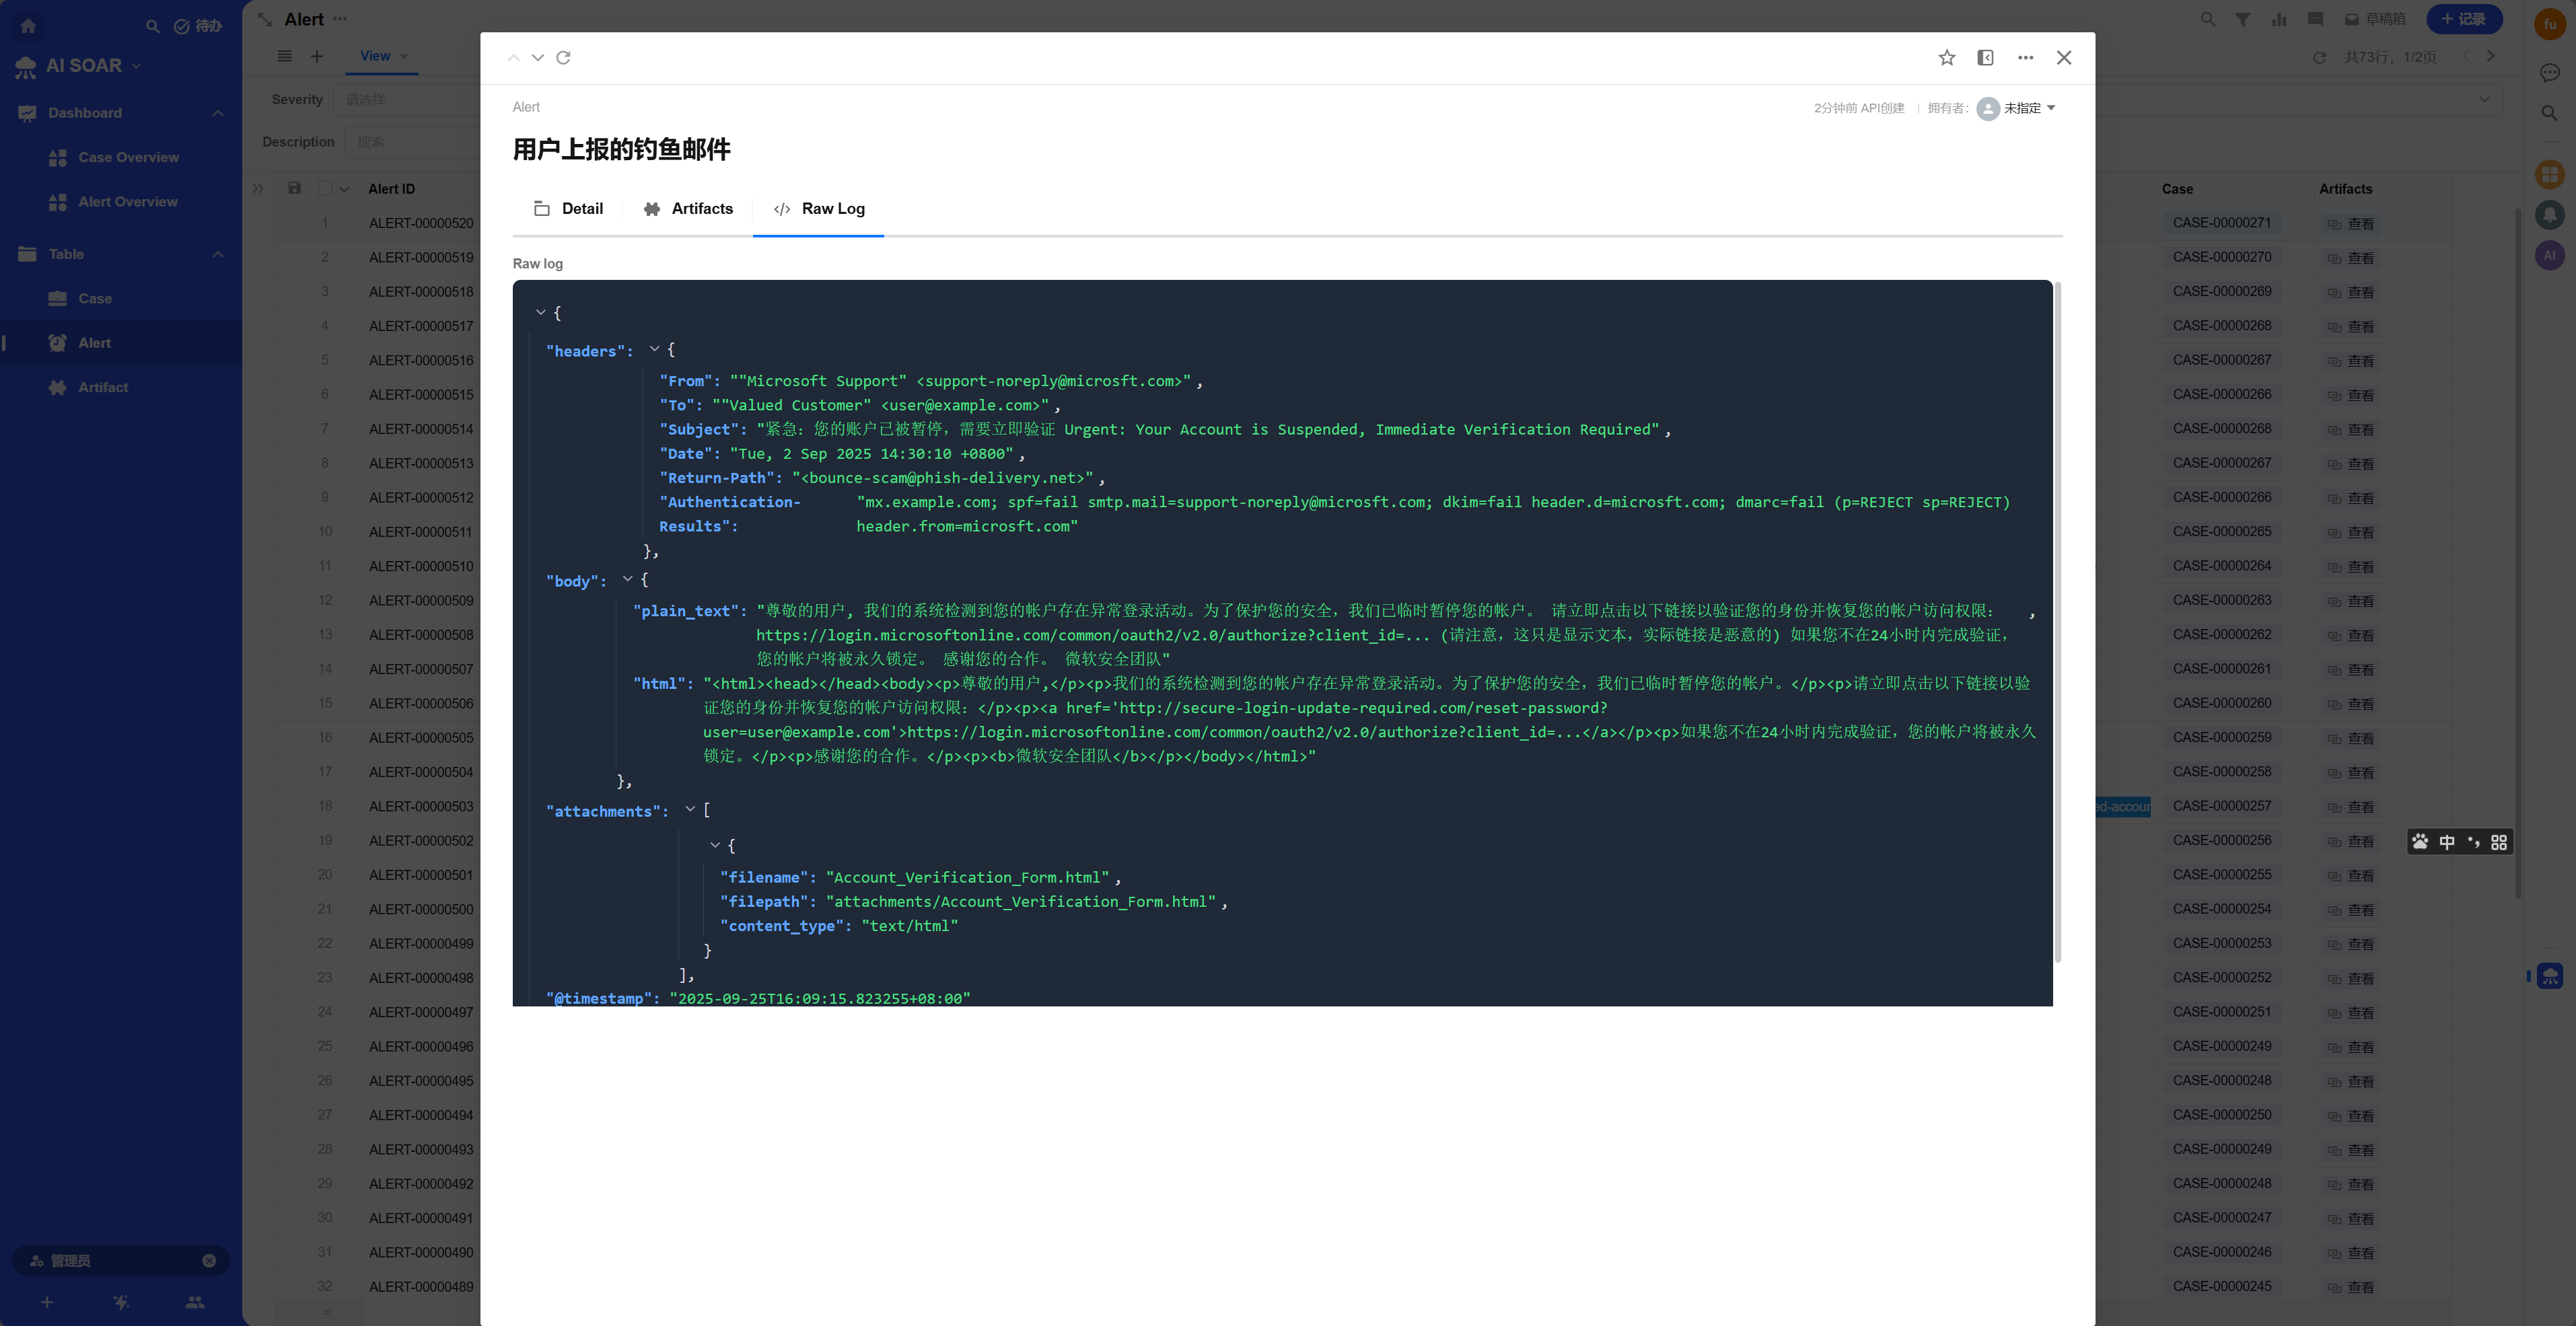 待办
AI SOAR
Dashboard
Case Overview
Alert Overview
Table
Case
Alert
Artifact
管理员
Alert
View
Severity
请选择
Description
搜索
草稿箱
+ 记录
共73行, 1/2页
fu
AI
Alert ID
Case
Artifacts
1 ALERT-00000520 CASE-00000271 查看
2 ALERT-00000519 CASE-00000270 查看
3 ALERT-00000518 CASE-00000269 查看
4 ALERT-00000517 CASE-00000268 查看
5 ALERT-00000516 CASE-00000267 查看
6 ALERT-00000515 CASE-00000266 查看
7 ALERT-00000514 CASE-00000268 查看
8 ALERT-00000513 CASE-00000267 查看
9 ALERT-00000512 CASE-00000266 查看
10 ALERT-00000511 CASE-00000265 查看
11 ALERT-00000510 CASE-00000264 查看
12 ALERT-00000509 CASE-00000263 查看
13 ALERT-00000508 CASE-00000262 查看
14 ALERT-00000507 CASE-00000261 查看
15 ALERT-00000506 CASE-00000260 查看
16 ALERT-00000505 CASE-00000259 查看
17 ALERT-00000504 CASE-00000258 查看
18 ALERT-00000503 ed-accour CASE-00000257 查看
19 ALERT-00000502 CASE-00000256 查看
20 ALERT-00000501 CASE-00000255 查看
21 ALERT-00000500 CASE-00000254 查看
22 ALERT-00000499 CASE-00000253 查看
23 ALERT-00000498 CASE-00000252 查看
24 ALERT-00000497 CASE-00000251 查看
25 ALERT-00000496 CASE-00000249 查看
26 ALERT-00000495 CASE-00000248 查看
27 ALERT-00000494 CASE-00000250 查看
28 ALERT-00000493 CASE-00000249 查看
29 ALERT-00000492 CASE-00000248 查看
30 ALERT-00000491 CASE-00000247 查看
31 ALERT-00000490 CASE-00000246 查看
32 ALERT-00000489 CASE-00000245 查看
中
Alert
2分钟前 API创建
拥有者: 未指定
用户上报的钓鱼邮件
Detail
Artifacts
</> Raw Log
Raw log
{
"headers": {
"From": ""Microsoft Support" <support-noreply@microsft.com>",
"To": ""Valued Customer" <user@example.com>",
"Subject": "紧急: 您的账户已被暂停，需要立即验证 Urgent: Your Account is Suspended, Immediate Verification Required",
"Date": "Tue, 2 Sep 2025 14:30:10 +0800",
"Return-Path": "<bounce-scam@phish-delivery.net>",
"Authentication- "mx.example.com; spf=fail smtp.mail=support-noreply@microsft.com; dkim=fail header.d=microsft.com; dmarc=fail (p=REJECT sp=REJECT)
Results": header.from=microsft.com"
},
"body": {
"plain_text": "尊敬的用户, 我们的系统检测到您的帐户存在异常登录活动。为了保护您的安全，我们已临时暂停您的帐户。 请立即点击以下链接以验证您的身份并恢复您的帐户访问权限: ,
https://login.microsoftonline.com/common/oauth2/v2.0/authorize?client_id=... (请注意，这只是显示文本，实际链接是恶意的) 如果您不在24小时内完成验证，
您的帐户将被永久锁定。 感谢您的合作。 微软安全团队"
"html": "<html><head></head><body><p>尊敬的用户,</p><p>我们的系统检测到您的帐户存在异常登录活动。为了保护您的安全，我们已临时暂停您的帐户。</p><p>请立即点击以下链接以验
证您的身份并恢复您的帐户访问权限: </p><p><a href='http://secure-login-update-required.com/reset-password?
user=user@example.com'>https://login.microsoftonline.com/common/oauth2/v2.0/authorize?client_id=...</a></p><p>如果您不在24小时内完成验证，您的帐户将被永久
锁定。</p><p>感谢您的合作。</p><p><b>微软安全团队</b></p></body></html>"
},
"attachments": [
{
"filename": "Account_Verification_Form.html",
"filepath": "attachments/Account_Verification_Form.html",
"content_type": "text/html"
}
],
"@timestamp": "2025-09-25T16:09:15.823255+08:00"